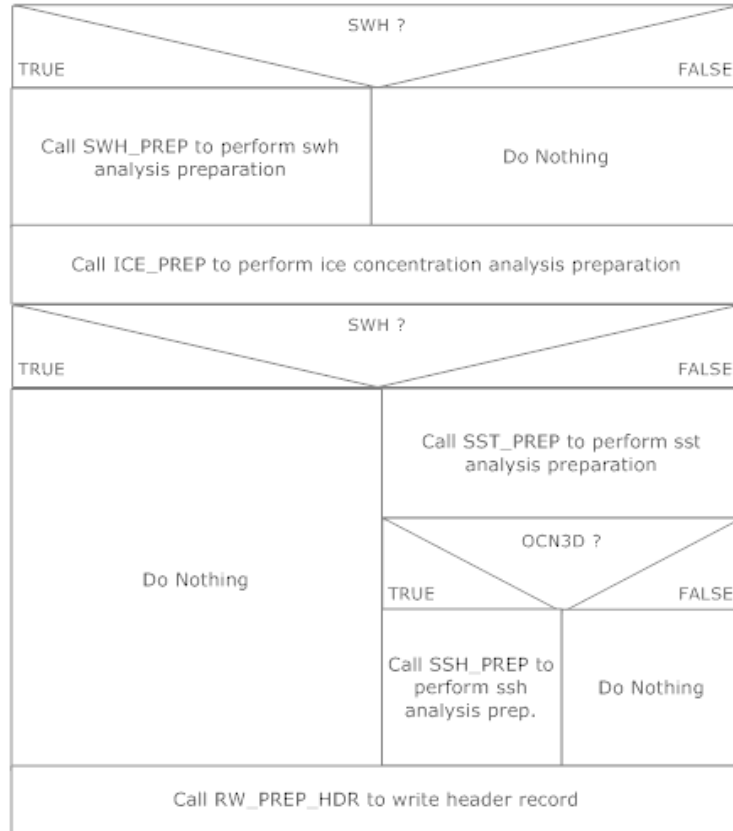 SWH ?
TRUE
FALSE
Call SWH_PREP to perform swh
analysis preparation
Do Nothing
Call ICE_PREP to perform ice concentration analysis preparation
SWH ?
TRUE
FALSE
Do Nothing
Call SST_PREP to perform sst
analysis preparation
OCN3D ?
TRUE
FALSE
Call SSH_PREP to
perform ssh
analysis prep.
Do Nothing
Call RW_PREP_HDR to write header record